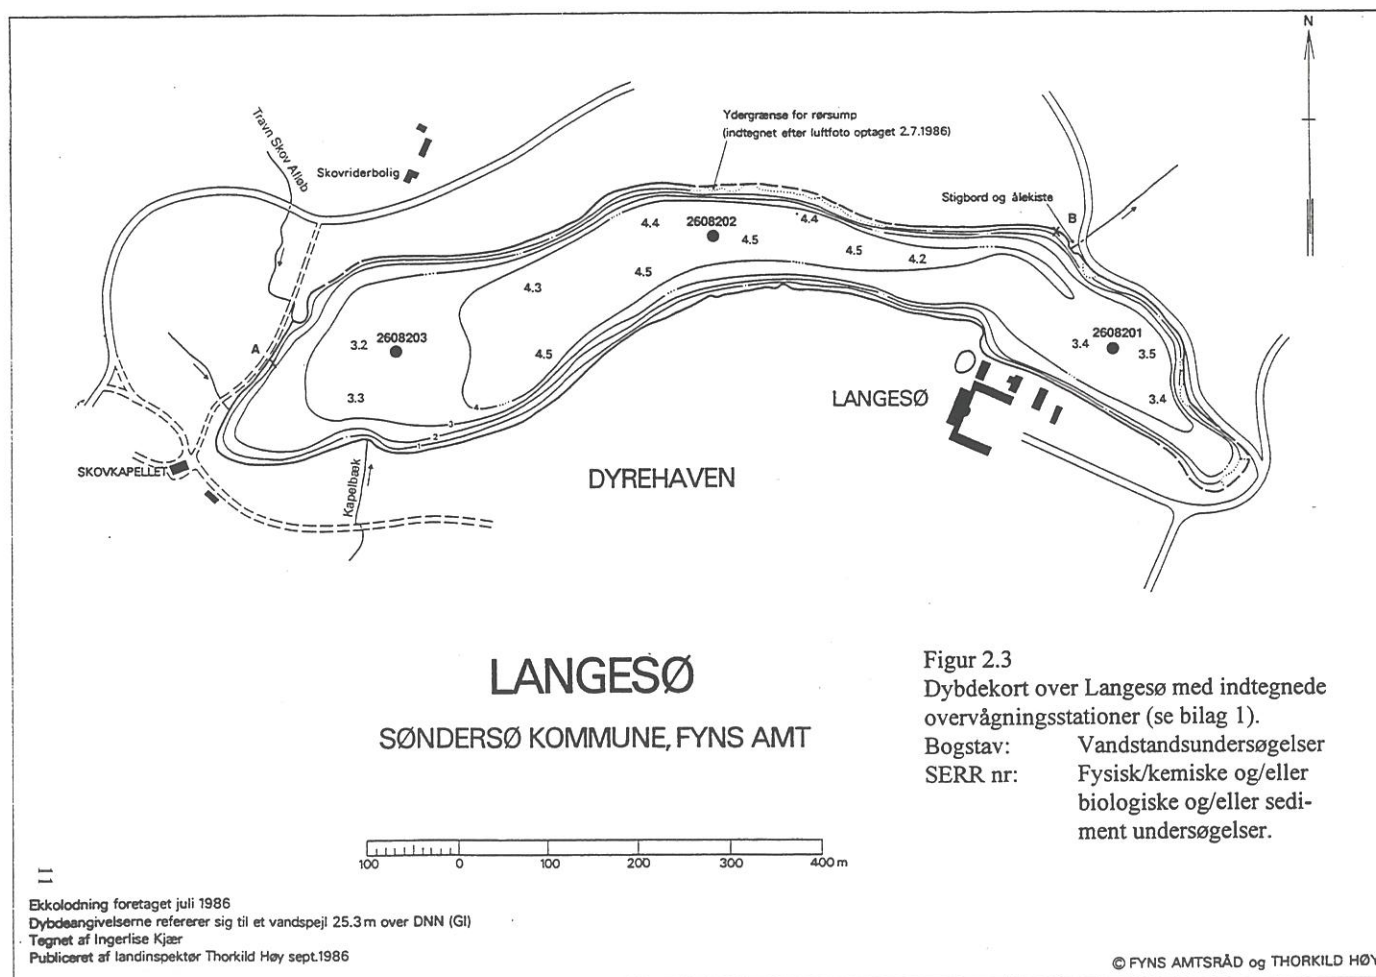 N
Travn Skov Alløb
Skovriderbolig
Ydergrænse for rørsump
(indtegnet efter luftfoto optaget 2.7.1986)
Stigbord og ålekiste
B
4.4
2608202
4.4
4.5
4.5
4.2
4.5
4.3
A
3.2
2608203
4.5
3.3
4
3
2
1
2608201
3.4
3.5
3.4
LANGESØ
SKOVKAPELLET
Kapelbæk
DYREHAVEN
LANGESØ
SØNDERSØ KOMMUNE, FYNS AMT
Figur 2.3
Dybdekort over Langesø med indtegnede
overvågningsstationer (se bilag 1).
Bogstav: Vandstandsundersøgelser
SERR nr: Fysisk/kemiske og/eller
biologiske og/eller sedi-
ment undersøgelser.
100 0 100 200 300 400 m
11
Ekkolodning foretaget juli 1986
Dybdeangivelserne refererer sig til et vandspejl 25.3 m over DNN (GI)
Tegnet af Ingerlise Kjær
Publiceret af landinspektør Thorkild Høy sept. 1986
© FYNS AMTSRÅD og THORKILD HØY